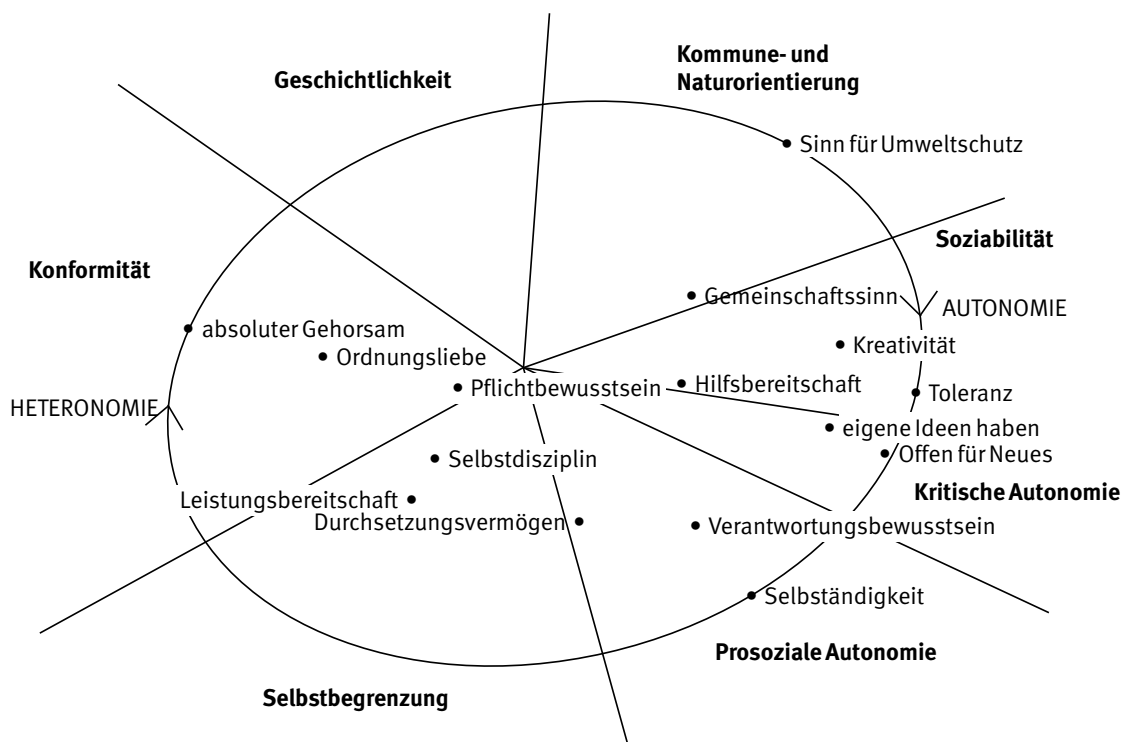 Kommune- und
Naturorientierung
Geschichtlichkeit
Sinn für Umweltschutz
Soziabilität
Konformität
Gemeinschaftssinn
AUTONOMIE
absoluter Gehorsam
Kreativität
Ordnungsliebe
Hilfsbereitschaft
Pflichtbewusstsein
Toleranz
HETERONOMIE
eigene Ideen haben
Offen für Neues
Selbstdisziplin
Kritische Autonomie
Leistungsbereitschaft
Durchsetzungsvermögen
Verantwortungsbewusstsein
Selbständigkeit
Prosoziale Autonomie
Selbstbegrenzung